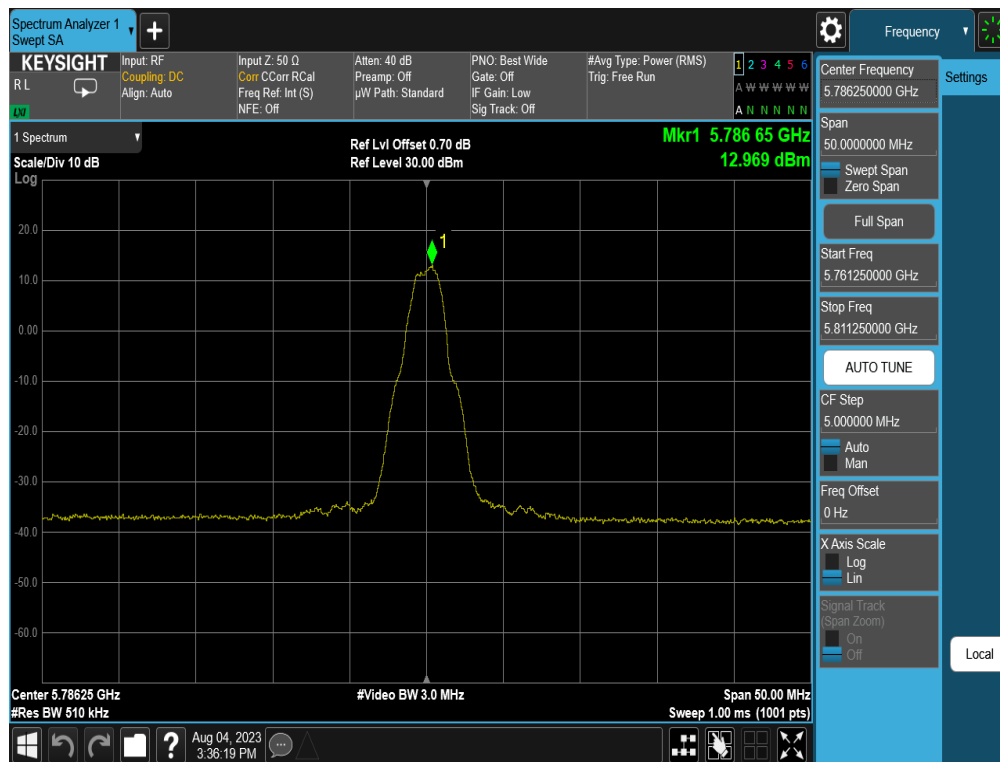 Spectrum Analyzer 1
Swept SA
Frequency
KEYSIGHT
R L
LXI
Input: RF
Coupling: DC
Align: Auto
Input Z: 50 Ω
Corr CCorr RCal
Freq Ref: Int (S)
NFE: Off
Atten: 40 dB
Preamp: Off
µW Path: Standard
PNO: Best Wide
Gate: Off
IF Gain: Low
Sig Track: Off
#Avg Type: Power (RMS)
Trig: Free Run
1 2 3 4 5 6
A W W W W W
A N N N N N
1 Spectrum
Scale/Div 10 dB
Log
Ref Lvl Offset 0.70 dB
Ref Level 30.00 dBm
Mkr1 5.786 65 GHz
12.969 dBm
1
20.0
10.0
0.00
-10.0
-20.0
-30.0
-40.0
-50.0
-60.0
Center 5.78625 GHz
#Res BW 510 kHz
#Video BW 3.0 MHz
Span 50.00 MHz
Sweep 1.00 ms (1001 pts)
Aug 04, 2023
3:36:19 PM
Center Frequency
5.786250000 GHz
Span
50.0000000 MHz
Swept Span
Zero Span
Full Span
Start Freq
5.761250000 GHz
Stop Freq
5.811250000 GHz
AUTO TUNE
CF Step
5.000000 MHz
Auto
Man
Freq Offset
0 Hz
X Axis Scale
Log
Lin
Signal Track
(Span Zoom)
On
Off
Settings
Local